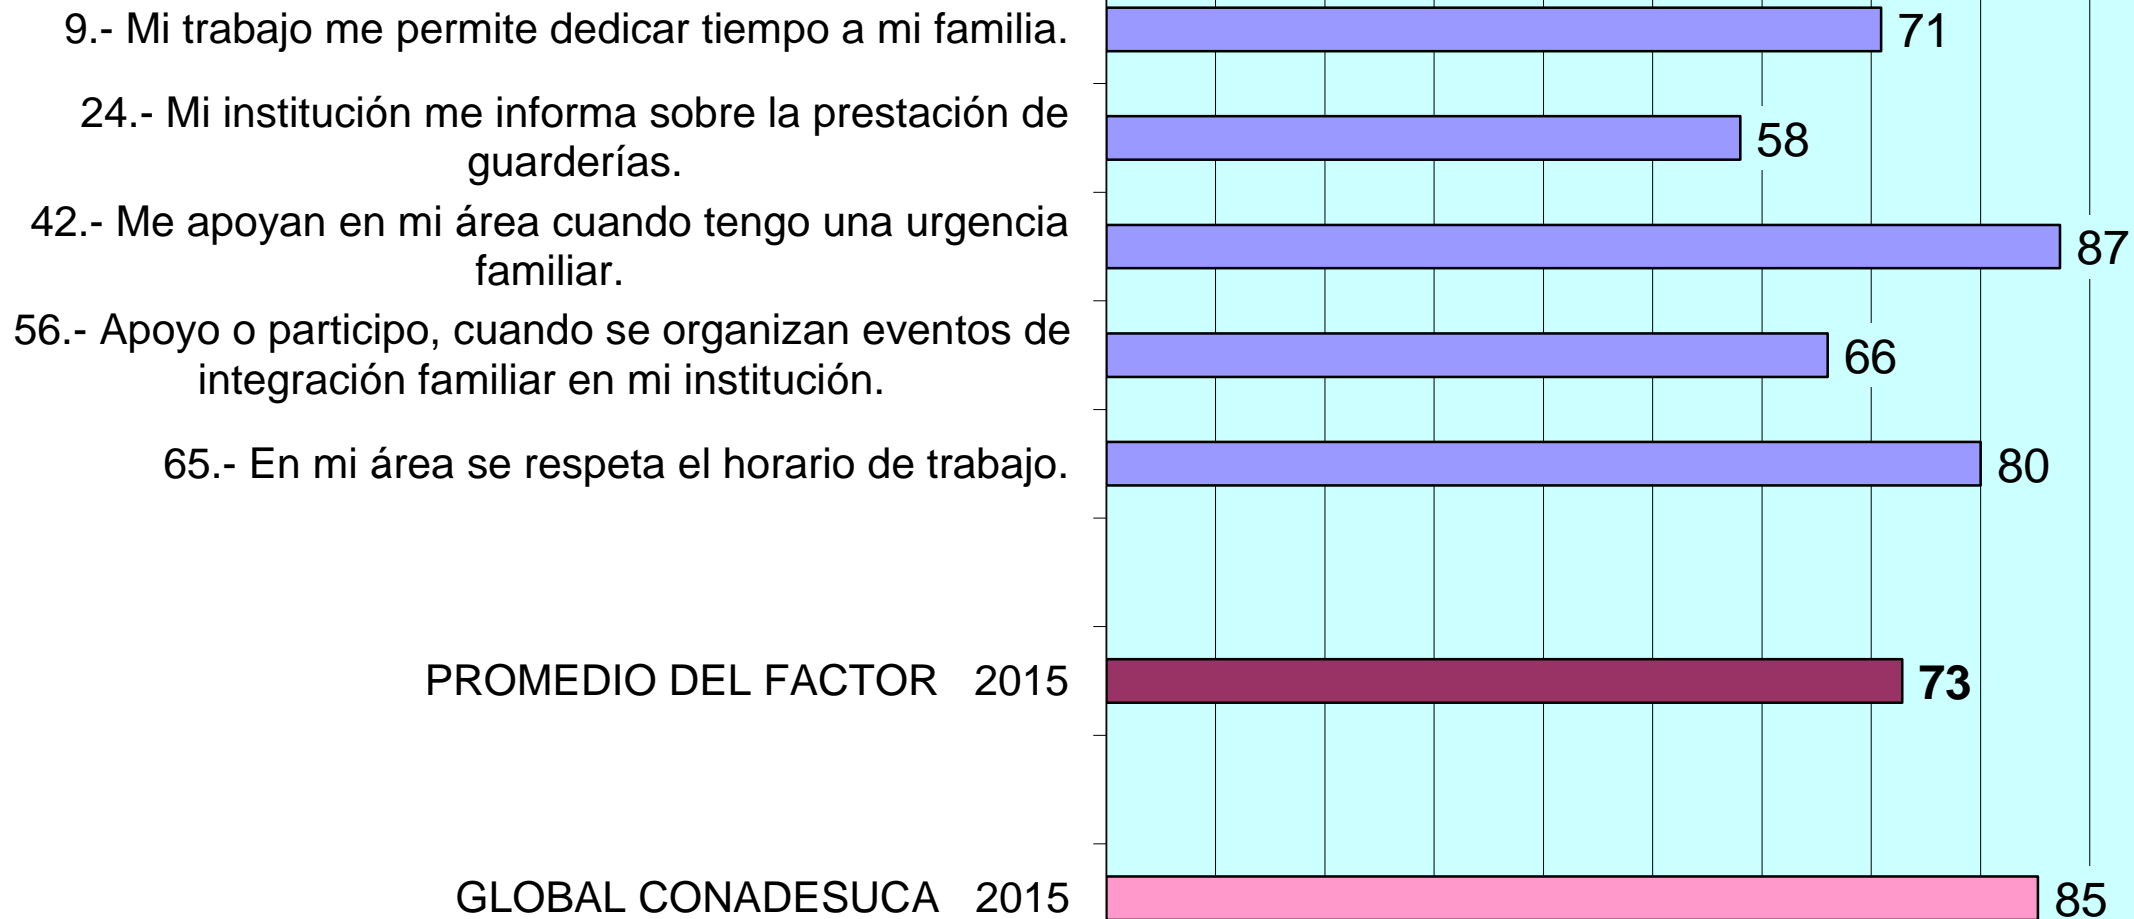 9.- Mi trabajo me permite dedicar tiempo a mi familia.
71
24.- Mi institución me informa sobre la prestación de
guarderías.
58
42.- Me apoyan en mi área cuando tengo una urgencia
familiar.
87
56.- Apoyo o participo, cuando se organizan eventos de
integración familiar en mi institución.
66
65.- En mi área se respeta el horario de trabajo.
80
PROMEDIO DEL FACTOR 2015
73
GLOBAL CONADESUCA 2015
85